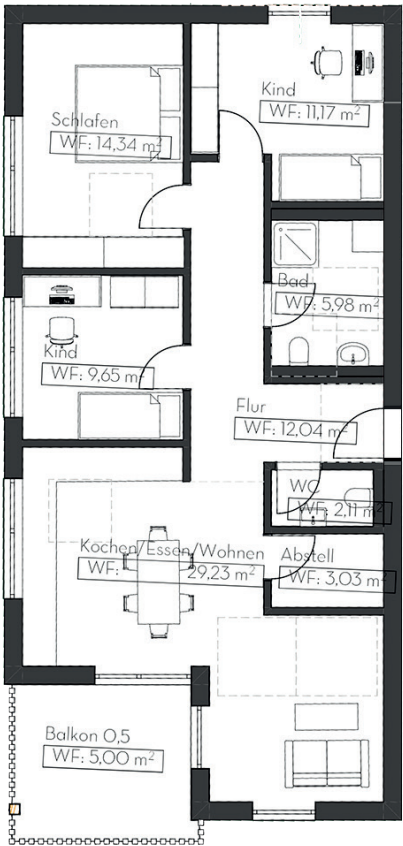 Schlafen
WF: 14,34 m²
Kind
WF: 11,17 m²
Bad
WF: 5,98 m²
Kind
WF: 9,65 m²
Flur
WF: 12,04 m²
WC
WF: 2,11 m²
Kochen/Essen/Wohnen
WF: 29,23 m²
Abstell
WF: 3,03 m²
Balkon 0,5
WF: 5,00 m²